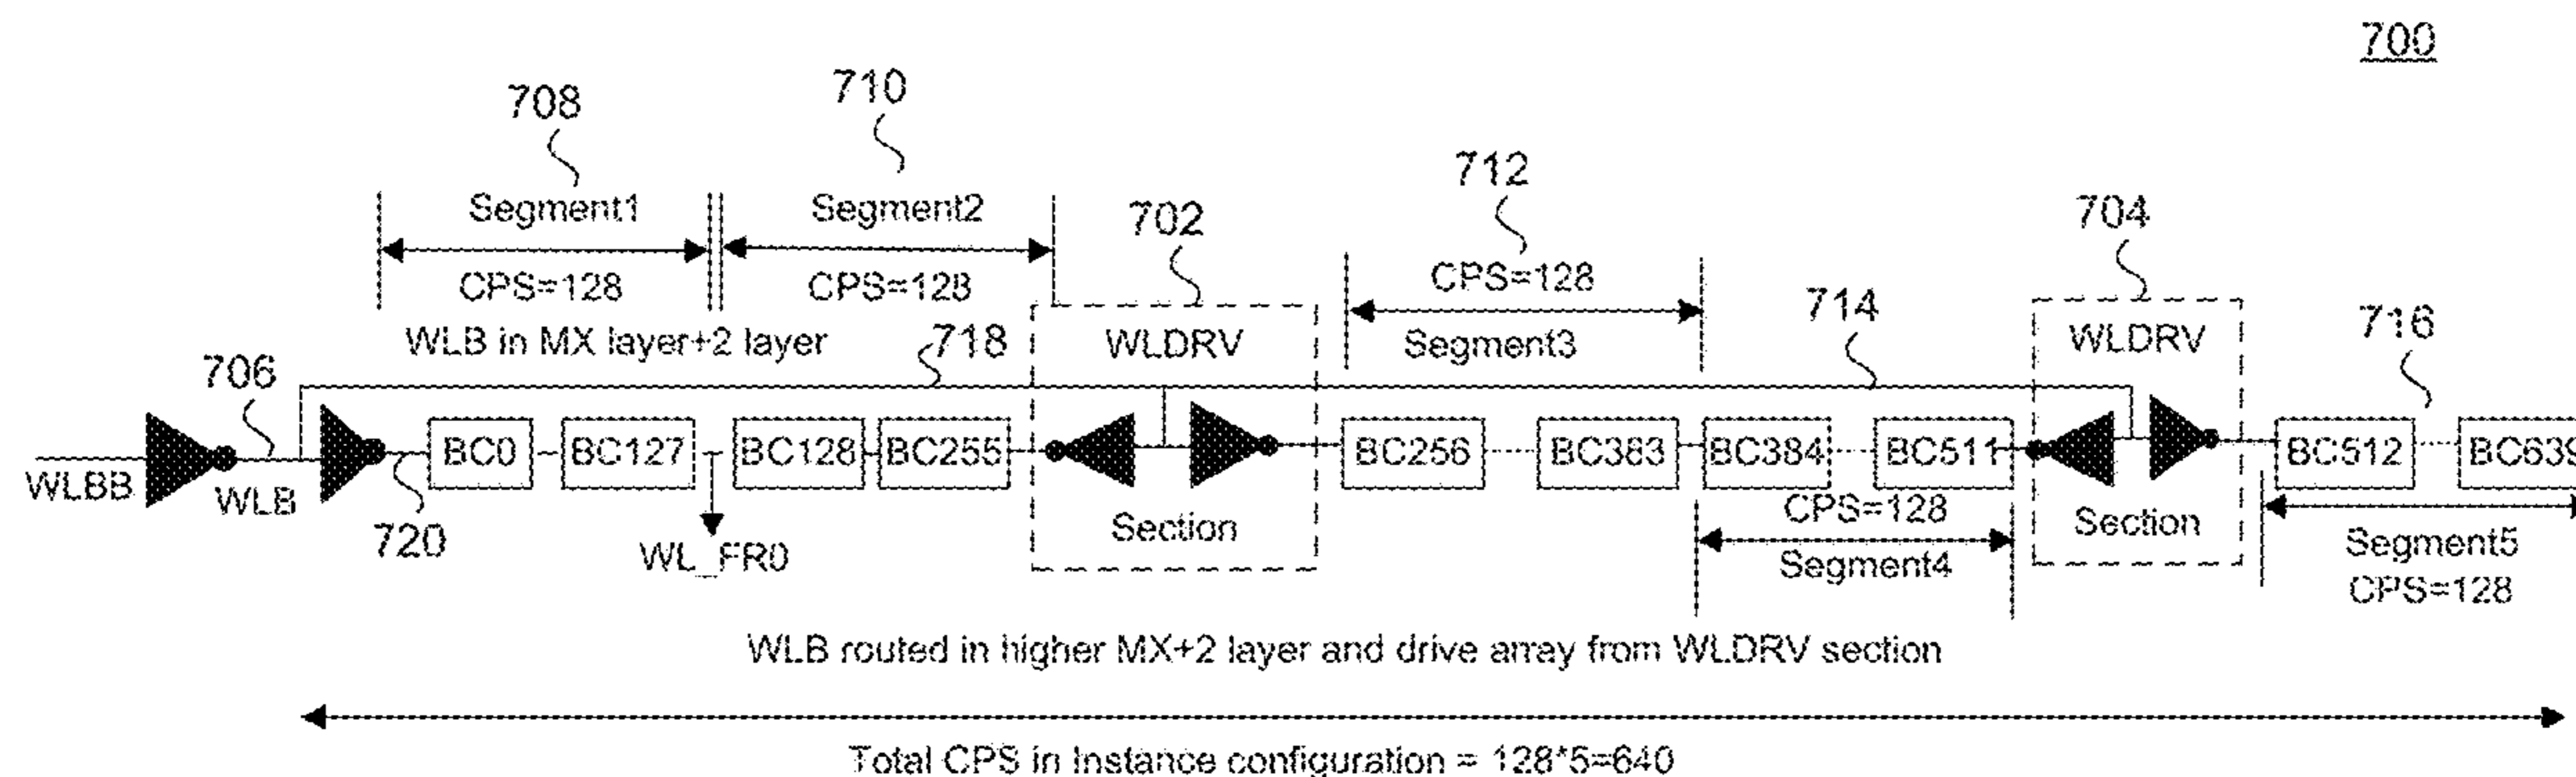 700
708
710
712
702
704
Segment1
Segment2
CPS=128
CPS=128
CPS=128
Segment3
714
716
WLB in MX layer+2 layer
718
WLDRV
WLDRV
706
WLBB
WLB
BC0
BC127
BC128
BC255
BC256
BC383
BC384
BC511
BC512
BC639
720
WL_FR0
Section
CPS=128
Segment4
Section
Segment5
CPS=128
WLB routed in higher MX+2 layer and drive array from WLDRV section
Total CPS in Instance configuration = 128*5=640